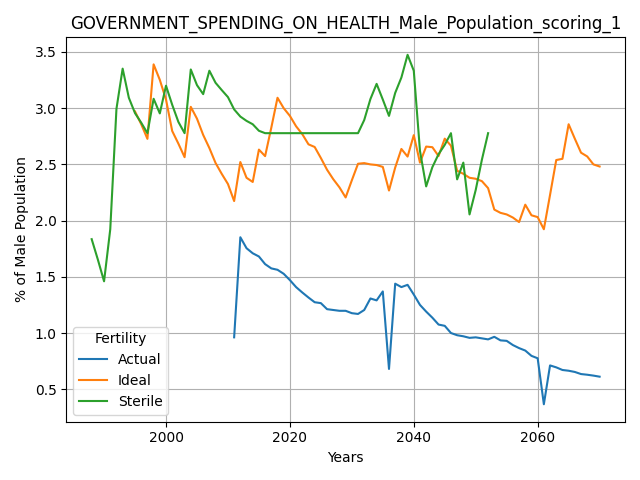 GOVERNMENT_SPENDING_ON_HEALTH_Male_Population_scoring_1
% of Male Population
3.5
3.0
2.5
2.0
1.5
1.0
0.5
Fertility
Actual
Ideal
Sterile
2000 2020 2040 2060
Years